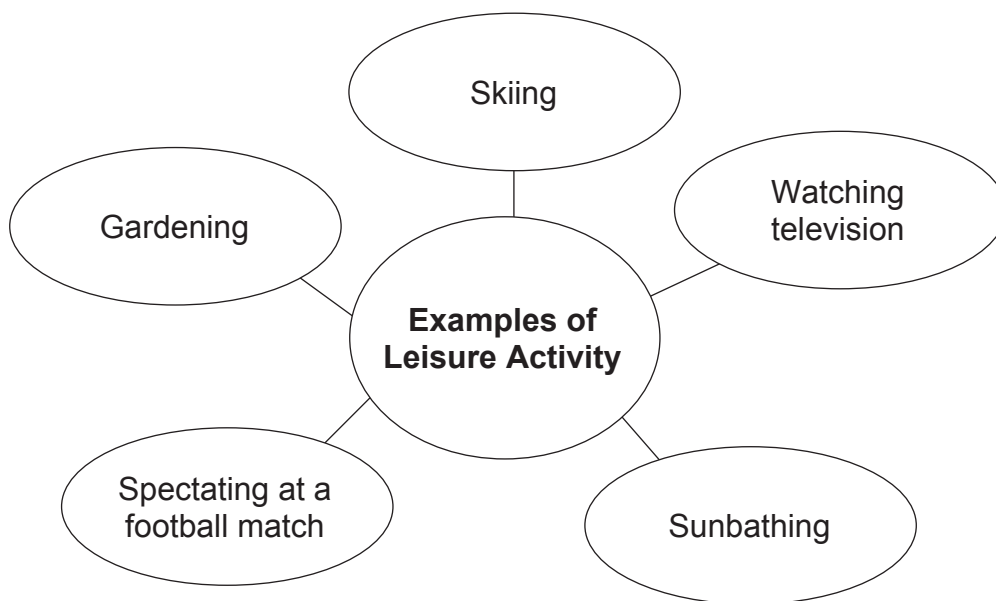 Skiing
Watching
television
Gardening
Examples of
Leisure Activity
Spectating at a
football match
Sunbathing